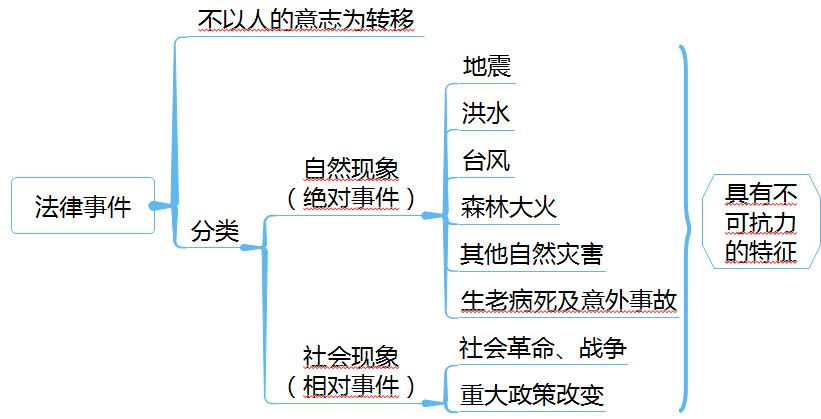 不以人的意志为转移
法律事件
分类
自然现象
（绝对事件）
地震
洪水
台风
森林大火
其他自然灾害
生老病死及意外事故
社会现象
（相对事件）
社会革命、战争
重大政策改变
具有不
可抗力
的特征